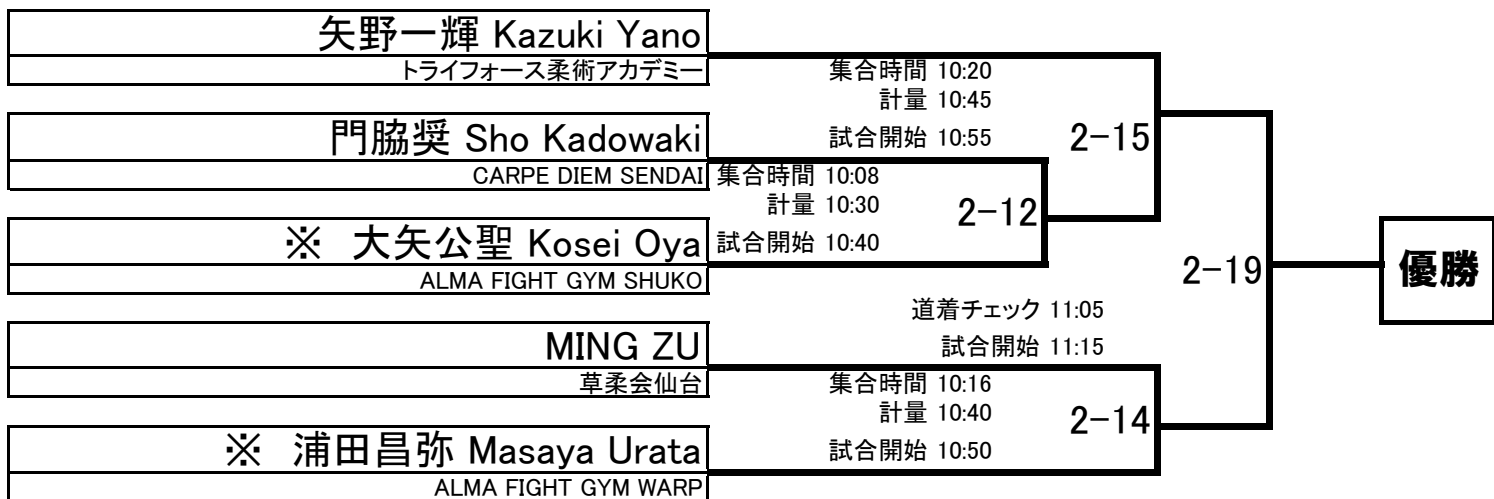 矢野一輝 Kazuki Yano
トライフォース柔術アカデミー
集合時間 10:20
計量 10:45
試合開始 10:55
2-15
門脇奨 Sho Kadowaki
CARPE DIEM SENDAI
集合時間 10:08
計量 10:30
試合開始 10:40
2-12
※ 大矢公聖 Kosei Oya
ALMA FIGHT GYM SHUKO
2-19
優勝
道着チェック 11:05
試合開始 11:15
MING ZU
草柔会仙台
集合時間 10:16
計量 10:40
試合開始 10:50
2-14
※ 浦田昌弥 Masaya Urata
ALMA FIGHT GYM WARP